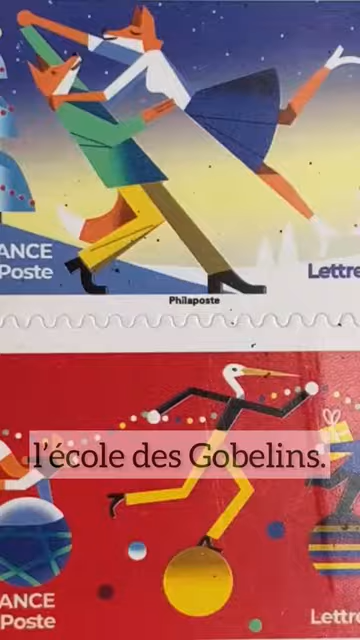 ANCE
Poste
Lettre
Philaposte
l'école des Gobelins.
ANCE
Poste
Lettre